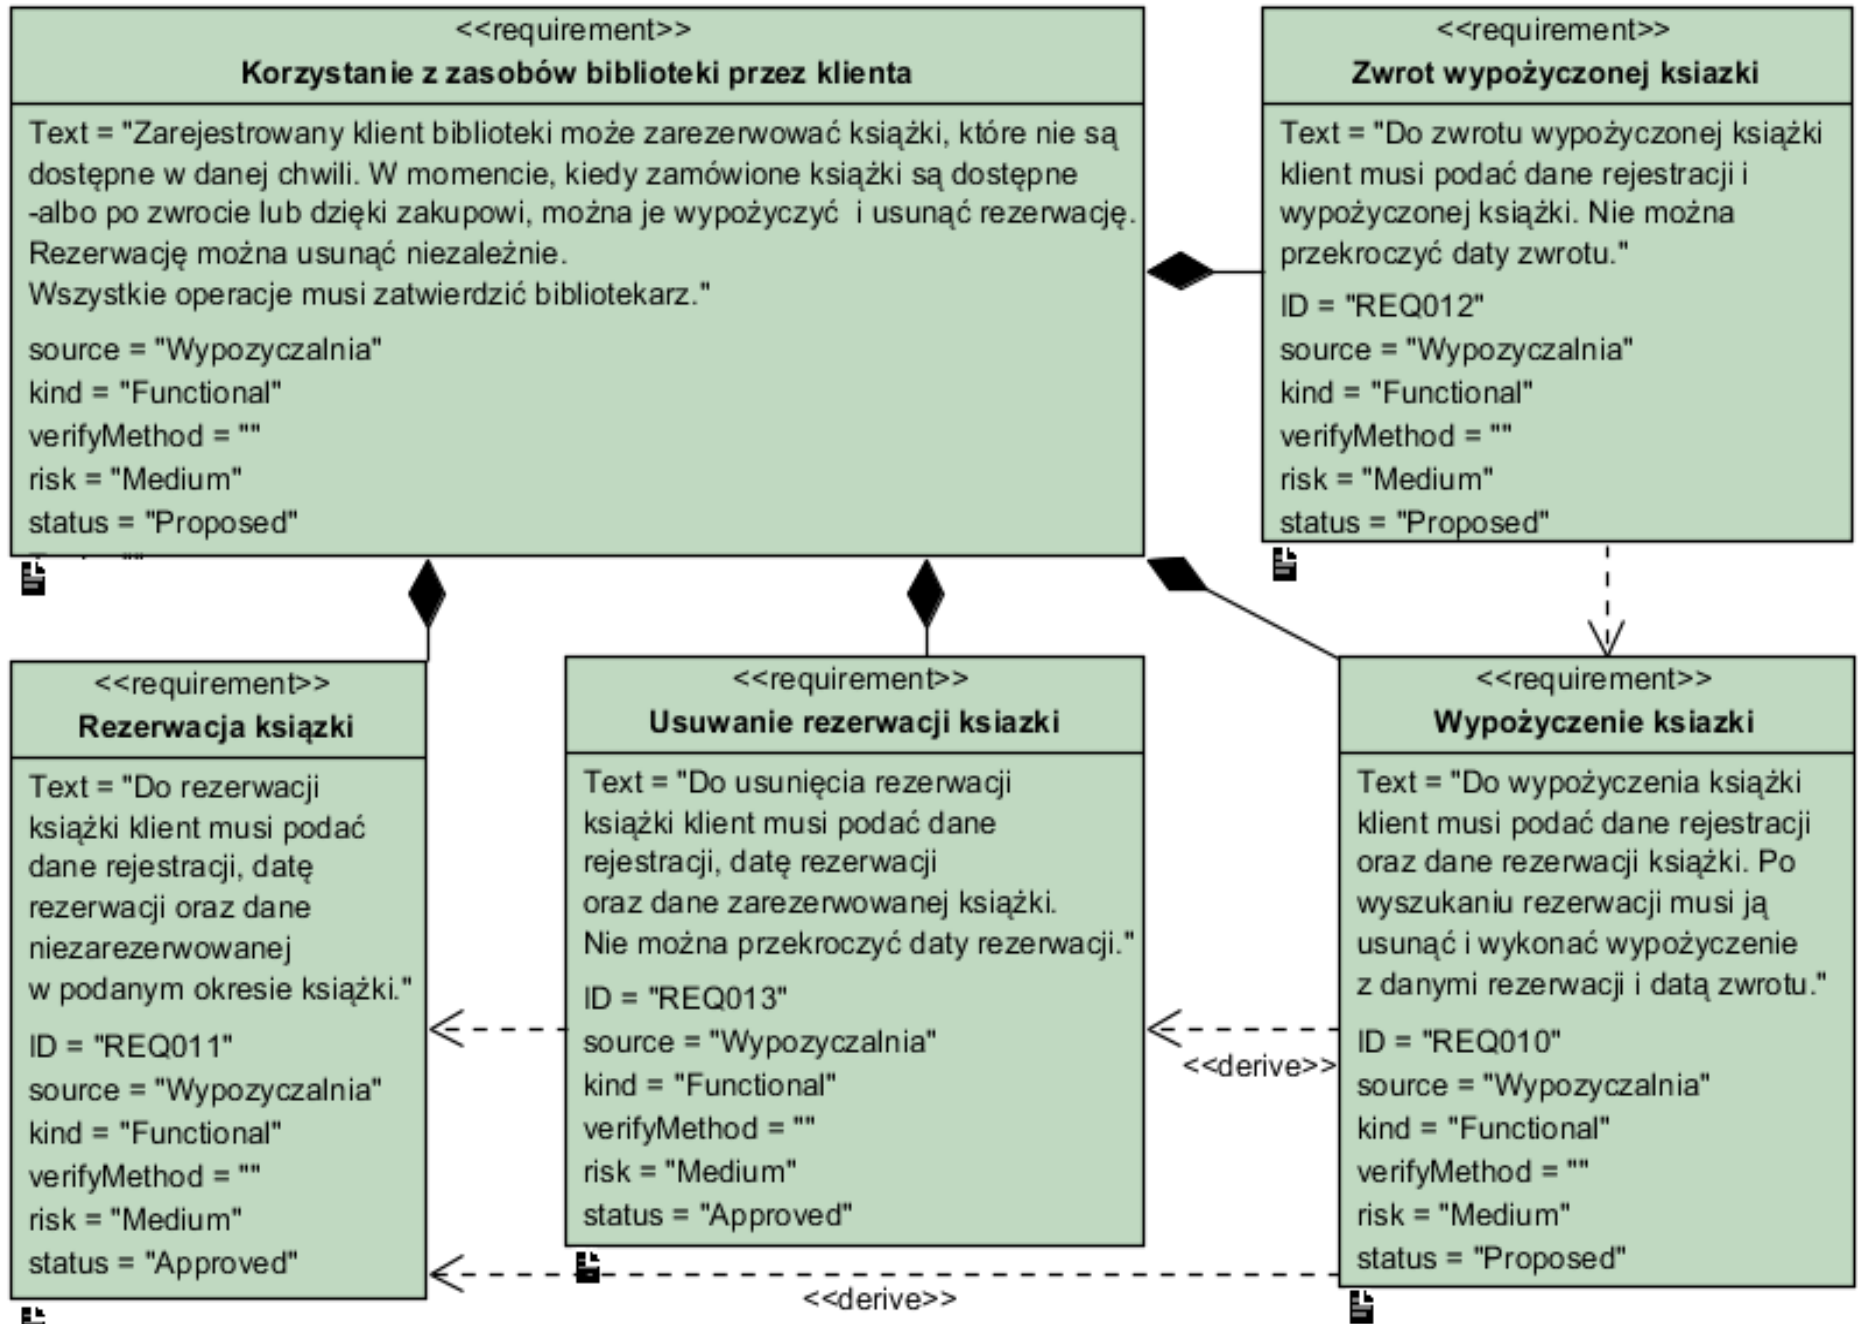 <<requirement>>
Korzystanie z zasobów biblioteki przez klienta
Text = "Zarejestrowany klient biblioteki może zarezerwować książki, które nie są
dostępne w danej chwili. W momencie, kiedy zamówione książki są dostępne
-albo po zwrocie lub dzięki zakupowi, można je wypożyczyć i usunąć rezerwację.
Rezerwację można usunąć niezależnie.
Wszystkie operacje musi zatwierdzić bibliotekarz."
source = "Wypozyczalnia"
kind = "Functional"
verifyMethod = ""
risk = "Medium"
status = "Proposed"
<<requirement>>
Zwrot wypożyczonej ksiazki
Text = "Do zwrotu wypożyczonej książki
klient musi podać dane rejestracji i
wypożyczonej książki. Nie można
przekroczyć daty zwrotu."
ID = "REQ012"
source = "Wypozyczalnia"
kind = "Functional"
verifyMethod = ""
risk = "Medium"
status = "Proposed"
<<requirement>>
Rezerwacja ksiązki
Text = "Do rezerwacji
książki klient musi podać
dane rejestracji, datę
rezerwacji oraz dane
niezarezerwowanej
w podanym okresie książki."
ID = "REQ011"
source = "Wypozyczalnia"
kind = "Functional"
verifyMethod = ""
risk = "Medium"
status = "Approved"
<<requirement>>
Usuwanie rezerwacji ksiazki
Text = "Do usunięcia rezerwacji
książki klient musi podać dane
rejestracji, datę rezerwacji
oraz dane zarezerwowanej książki.
Nie można przekroczyć daty rezerwacji."
ID = "REQ013"
source = "Wypozyczalnia"
kind = "Functional"
verifyMethod = ""
risk = "Medium"
status = "Approved"
<<derive>>
<<requirement>>
Wypożyczenie ksiazki
Text = "Do wypożyczenia książki
klient musi podać dane rejestracji
oraz dane rezerwacji książki. Po
wyszukaniu rezerwacji musi ją
usunąć i wykonać wypożyczenie
z danymi rezerwacji i datą zwrotu."
ID = "REQ010"
source = "Wypozyczalnia"
kind = "Functional"
verifyMethod = ""
risk = "Medium"
status = "Proposed"
<<derive>>